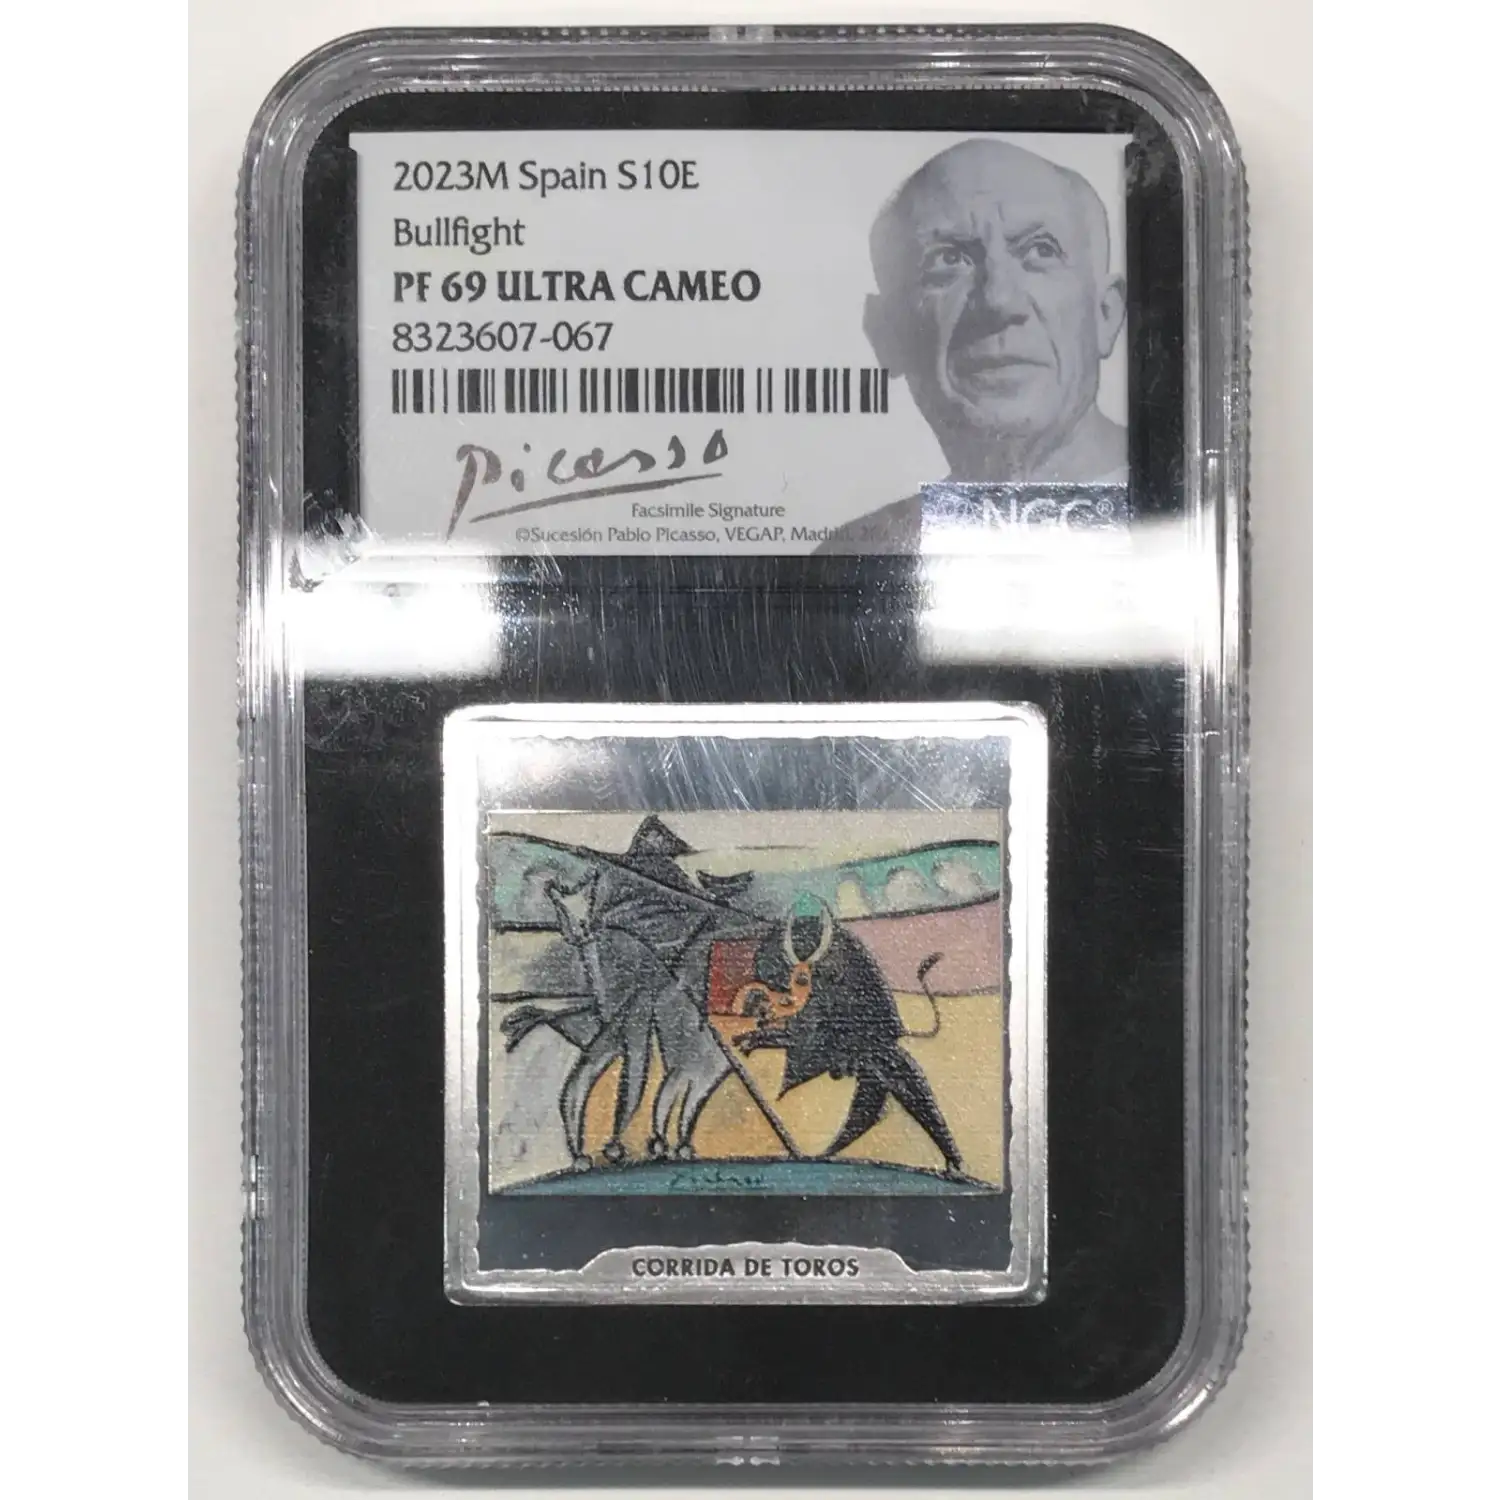 2023M Spain S10E
Bullfight
PF 69 ULTRA CAMEO
8323607-067
Picasso
Facsimile Signature
©Sucesión Pablo Picasso, VEGAP, Madrid,
NGC®
CORRIDA DE TOROS